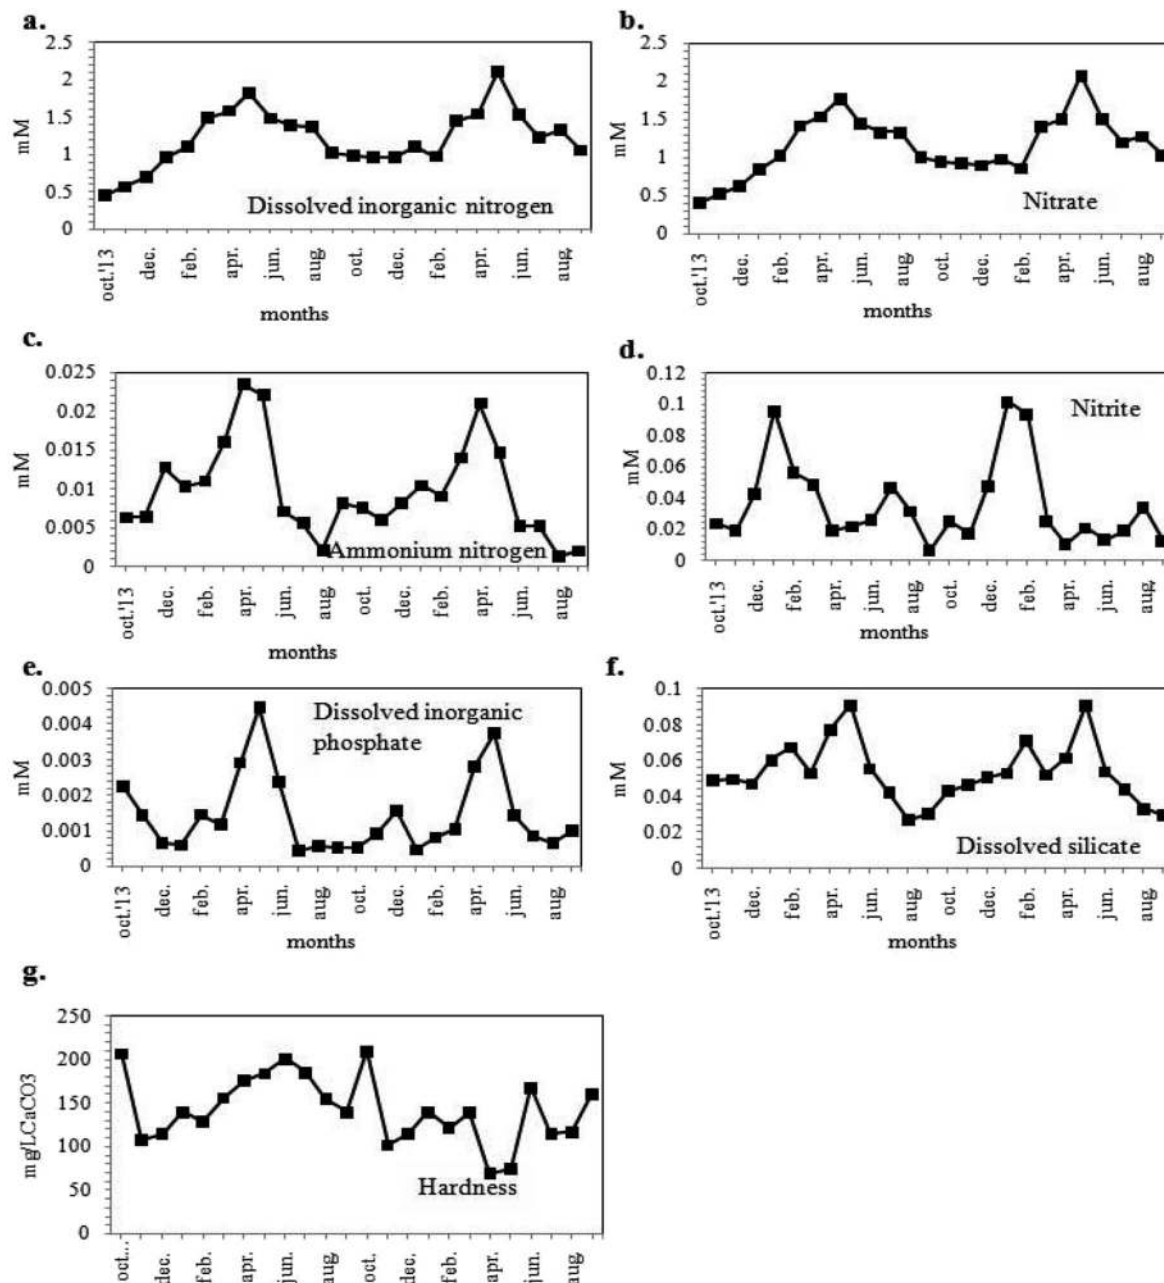 a.
2.5
2
1.5
1
0.5
0
mM
Dissolved inorganic nitrogen
oct.'13
dec.
feb.
apr.
jun.
aug.
oct.
dec.
feb.
apr.
jun.
aug.
months
b.
2.5
2
1.5
1
0.5
0
mM
Nitrate
oct.'13
dec.
feb.
apr.
jun.
aug.
oct.
dec.
feb.
apr.
jun.
aug.
months
c.
0.025
0.02
0.015
0.01
0.005
0
mM
Ammonium nitrogen
oct.'13
dec.
feb.
apr.
jun.
aug.
oct.
dec.
feb.
apr.
jun.
aug.
months
d.
0.12
0.1
0.08
0.06
0.04
0.02
0
mM
Nitrite
oct.'13
dec.
feb.
apr.
jun.
aug.
oct.
dec.
feb.
apr.
jun.
aug.
months
e.
0.005
0.004
0.003
0.002
0.001
0
mM
Dissolved inorganic
phosphate
oct.'13
dec.
feb.
apr.
jun.
aug.
oct.
dec.
feb.
apr.
jun.
aug.
months
f.
0.1
0.08
0.06
0.04
0.02
0
mM
Dissolved silicate
oct.'13
dec.
feb.
apr.
jun.
aug.
oct.
dec.
feb.
apr.
jun.
aug.
months
g.
250
200
150
100
50
0
mg/LCaCO3
Hardness
oct...
dec.
feb.
apr.
jun.
aug.
oct.
dec.
feb.
apr.
jun.
aug.